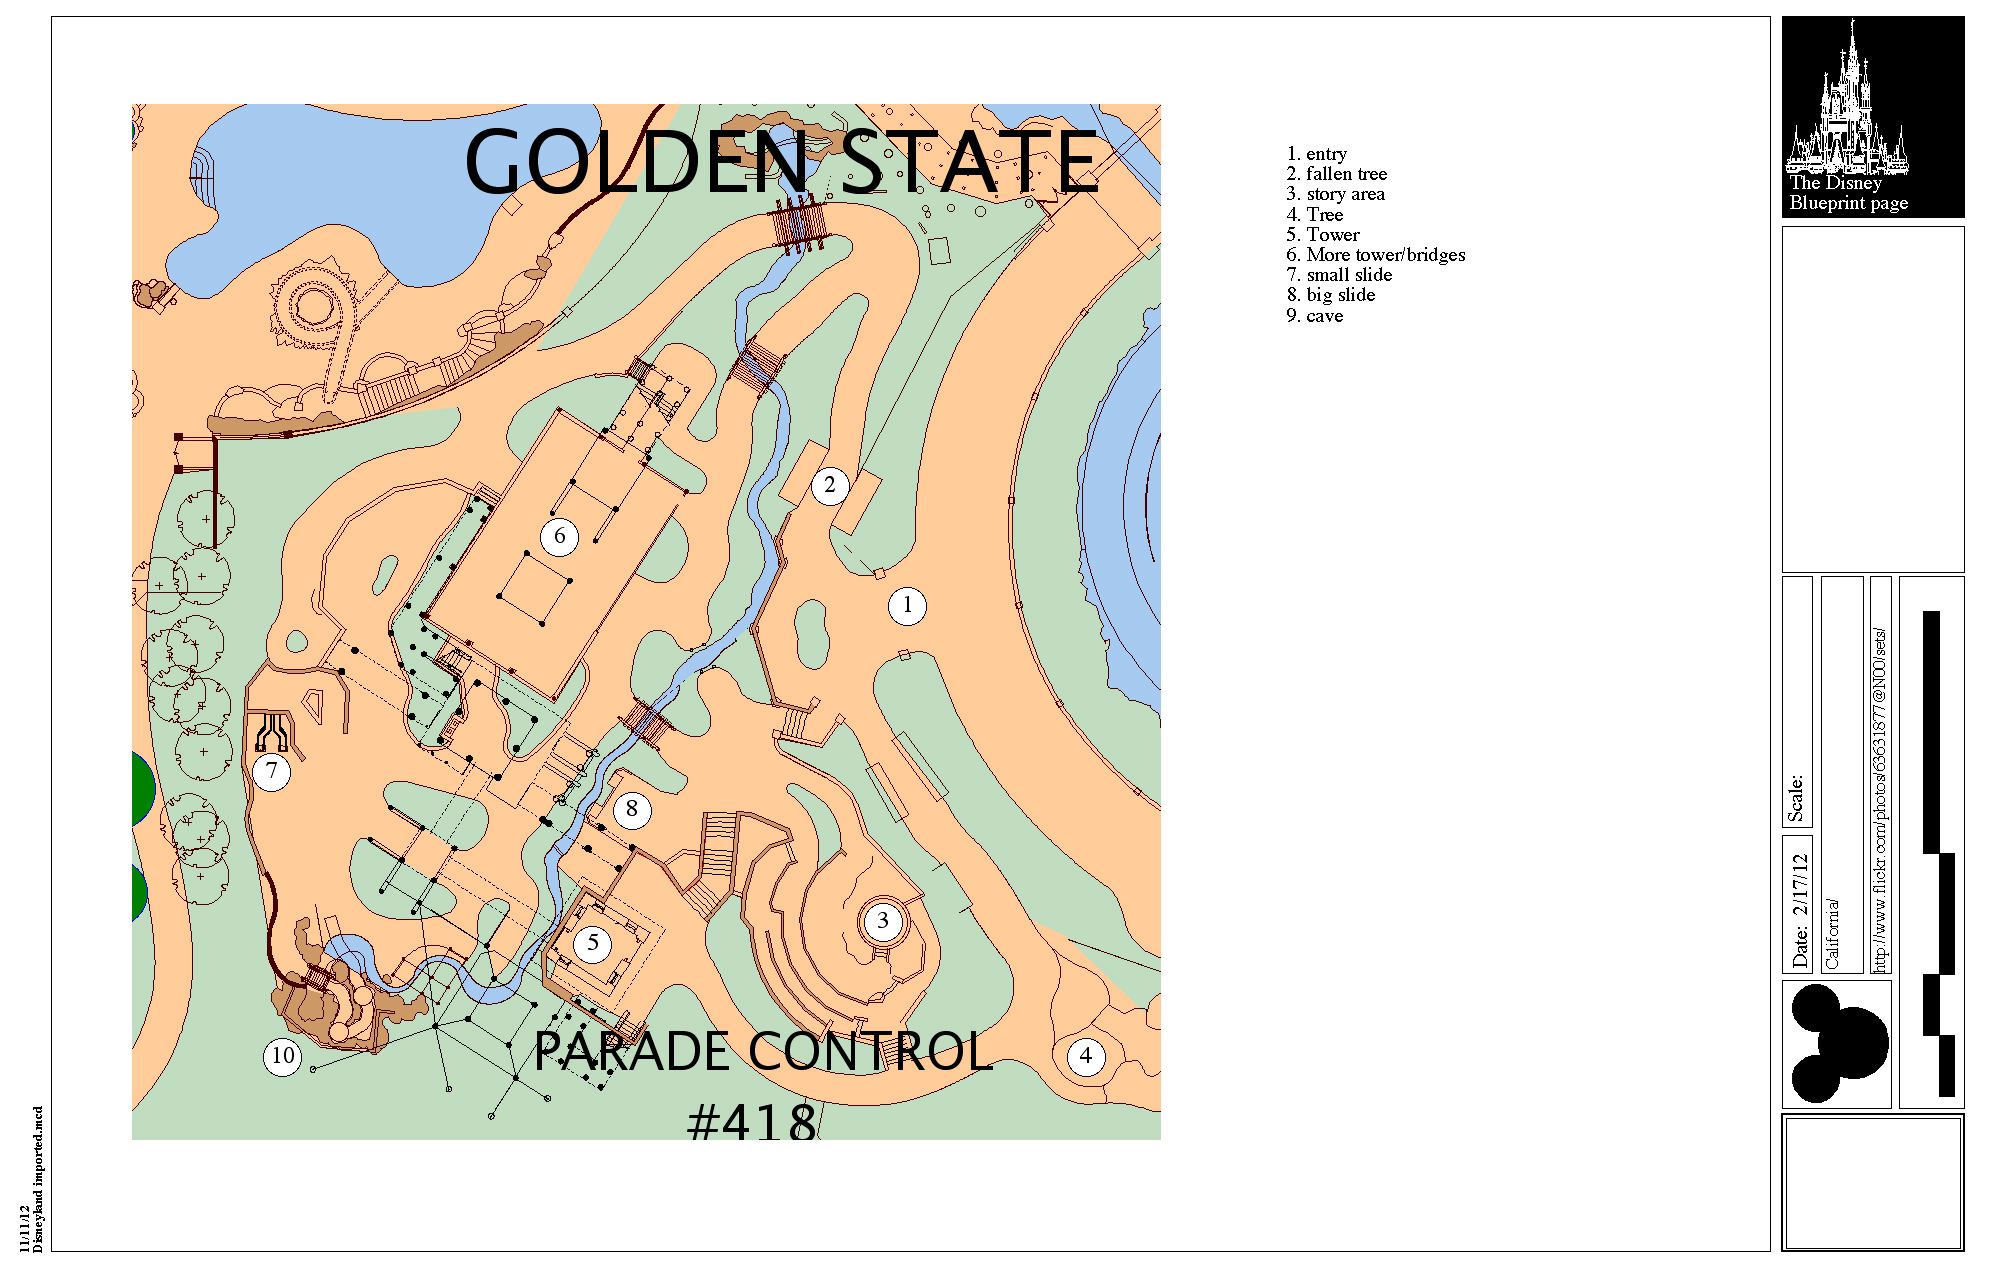 GOLDEN STATE
1. entry
2. fallen tree
3. story area
4. Tree
5. Tower
6. More tower/bridges
7. small slide
8. big slide
9. cave
2
6
1
7
8
3
5
10
4
PARADE CONTROL
#418
The Disney
Blueprint page
Scale:
Date: 2/17/12
California/
http://www.flickr.com/photos/63631877@N00/sets/
11/11/12
Disneyland imported.mcd